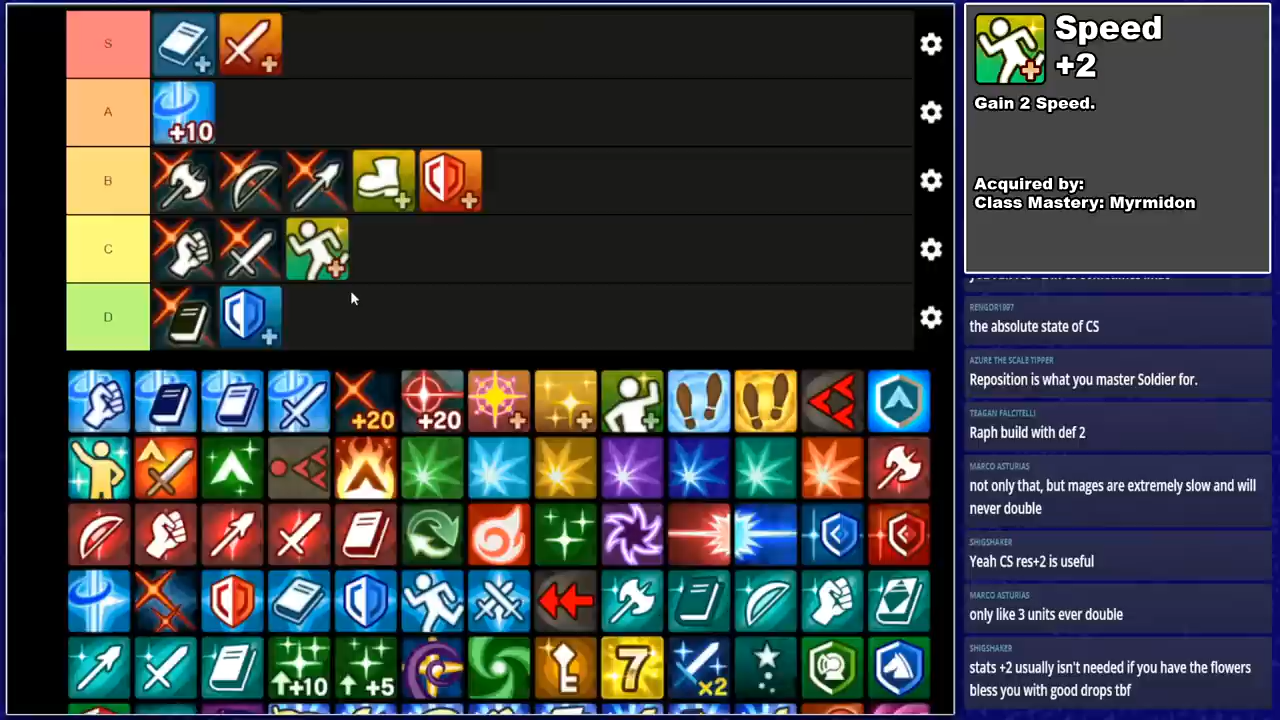 S
A
+10
B
C
D
+20
+20
+10
+5
7
×2
Speed
+2
Gain 2 Speed.
Acquired by:
Class Mastery: Myrmidon
RENGOR1997
the absolute state of CS
AZURE THE SCALE TIPPER
Reposition is what you master Soldier for.
TEAGAN FALCITELLI
Raph build with def 2
MARCO ASTURIAS
not only that, but mages are extremely slow and will
never double
SHIGSHAKER
Yeah CS res+2 is useful
MARCO ASTURIAS
only like 3 units ever double
SHIGSHAKER
stats +2 usually isn't needed if you have the flowers
bless you with good drops tbf